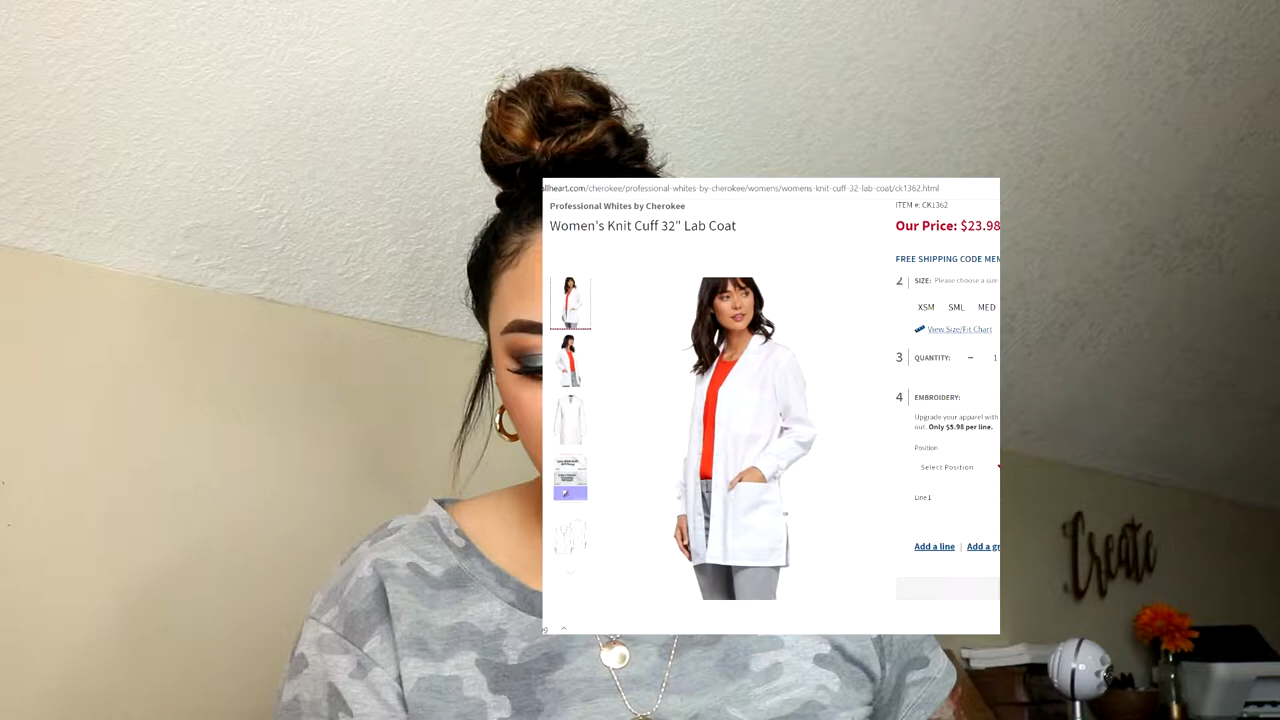 allheart.com/cherokee/professional-whites-by-cherokee/womens/womens-knit-cuff-32-lab-coat/ck1362.html
Professional Whites by Cherokee
Women's Knit Cuff 32" Lab Coat
ITEM #: CK1362
Our Price: $23.98
FREE SHIPPING CODE MEM
2 SIZE: Please choose a size
XSM SML MED
View Size/Fit Chart
3 QUANTITY: - 1
4 EMBROIDERY:
Upgrade your apparel with
out. Only $5.98 per line.
Position
Select Position
Line 1
Add a line | Add a gr
Create